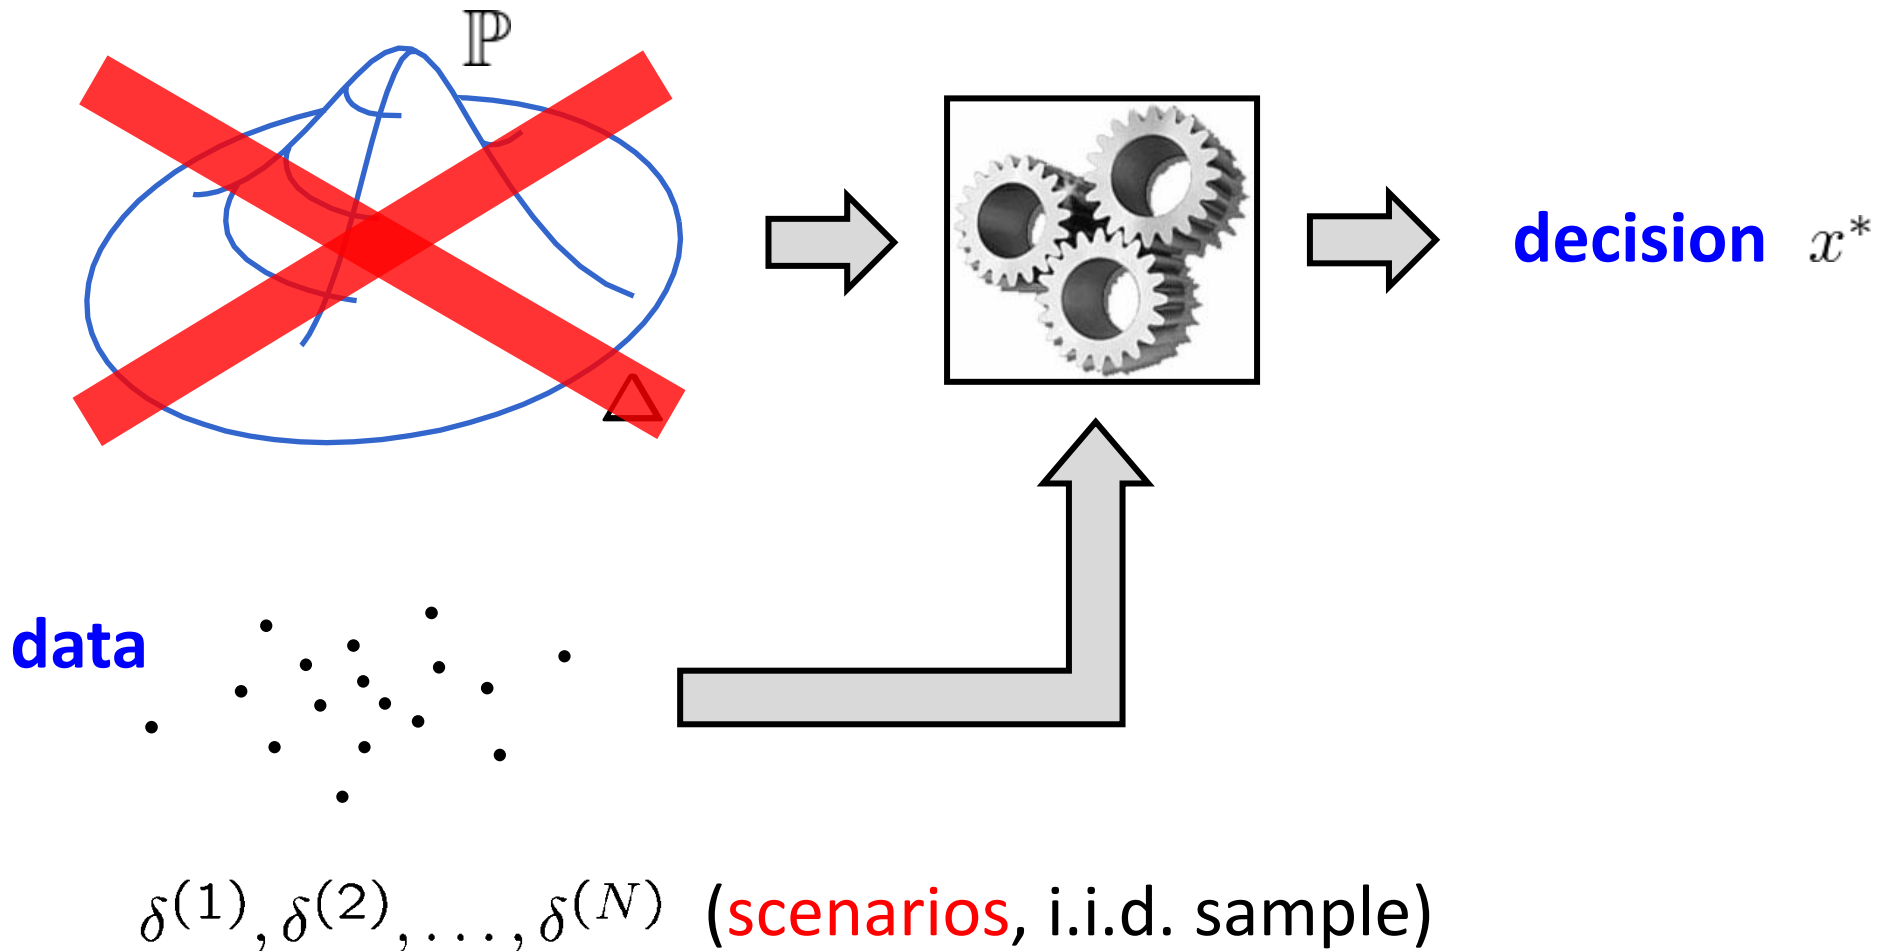 ℙ
decision x*
Δ
data
δ^(1), δ^(2), . . . , δ^(N) (scenarios, i.i.d. sample)